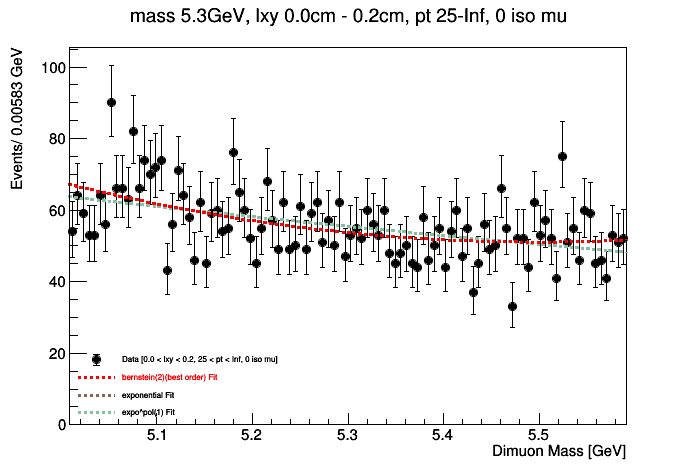 mass 5.3GeV, lxy 0.0cm - 0.2cm, pt 25-Inf, 0 iso mu
Events/ 0.00583 GeV
100
80
60
40
20
0
Data [0.0 < lxy < 0.2, 25 < pt < Inf, 0 iso mu]
bernstein(2)(best order) Fit
exponential Fit
expo^pol(1) Fit
5.1 5.2 5.3 5.4 5.5
Dimuon Mass [GeV]